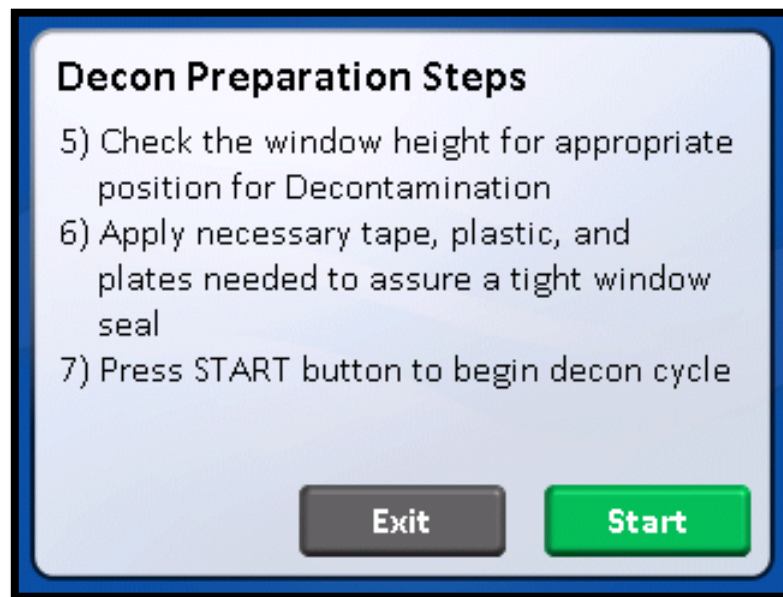 Decon Preparation Steps
5) Check the window height for appropriate
position for Decontamination
6) Apply necessary tape, plastic, and
plates needed to assure a tight window
seal
7) Press START button to begin decon cycle
Exit Start